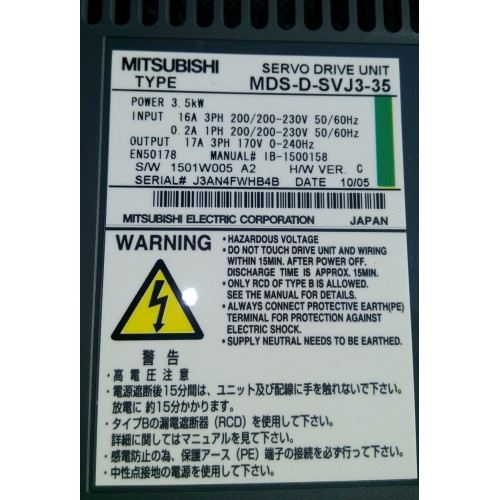 MITSUBISHI SERVO DRIVE UNIT
TYPE MDS-D-SVJ3-35
POWER 3.5kW
INPUT 16A 3PH 200/200-230V 50/60Hz
0.2A 1PH 200/200-230V 50/60Hz
OUTPUT 17A 3PH 170V 0-240Hz
EN50178 MANUAL# IB-1500158
S/W 1501W005 A2 H/W VER. C
SERIAL# J3AN4FWHB4B DATE 10/05
MITSUBISHI ELECTRIC CORPORATION JAPAN
WARNING
・HAZARDOUS VOLTAGE
・DO NOT TOUCH DRIVE UNIT AND WIRING
WITHIN 15MIN. AFTER POWER OFF.
DISCHARGE TIME IS APPROX. 15MIN.
・ONLY RCD OF TYPE B IS ALLOWED.
SEE THE MANUAL FOR DETAILS.
・ALWAYS CONNECT PROTECTIVE EARTH(PE)
TERMINAL FOR PROTECTION AGAINST
ELECTRIC SHOCK.
・SUPPLY NEUTRAL NEEDS TO BE EARTHED.
警告
・高電圧注意
・電源遮断後15分間は、ユニット及び配線に手を触れないで下さい。
放電に約15分かかります。
・タイプBの漏電遮断器（RCD）を使用して下さい。
詳細に関してはマニュアルを見て下さい。
・感電防止の為、保護アース（PE）端子の接続を必ず行って下さい。
・中性点接地の電源を使用して下さい。